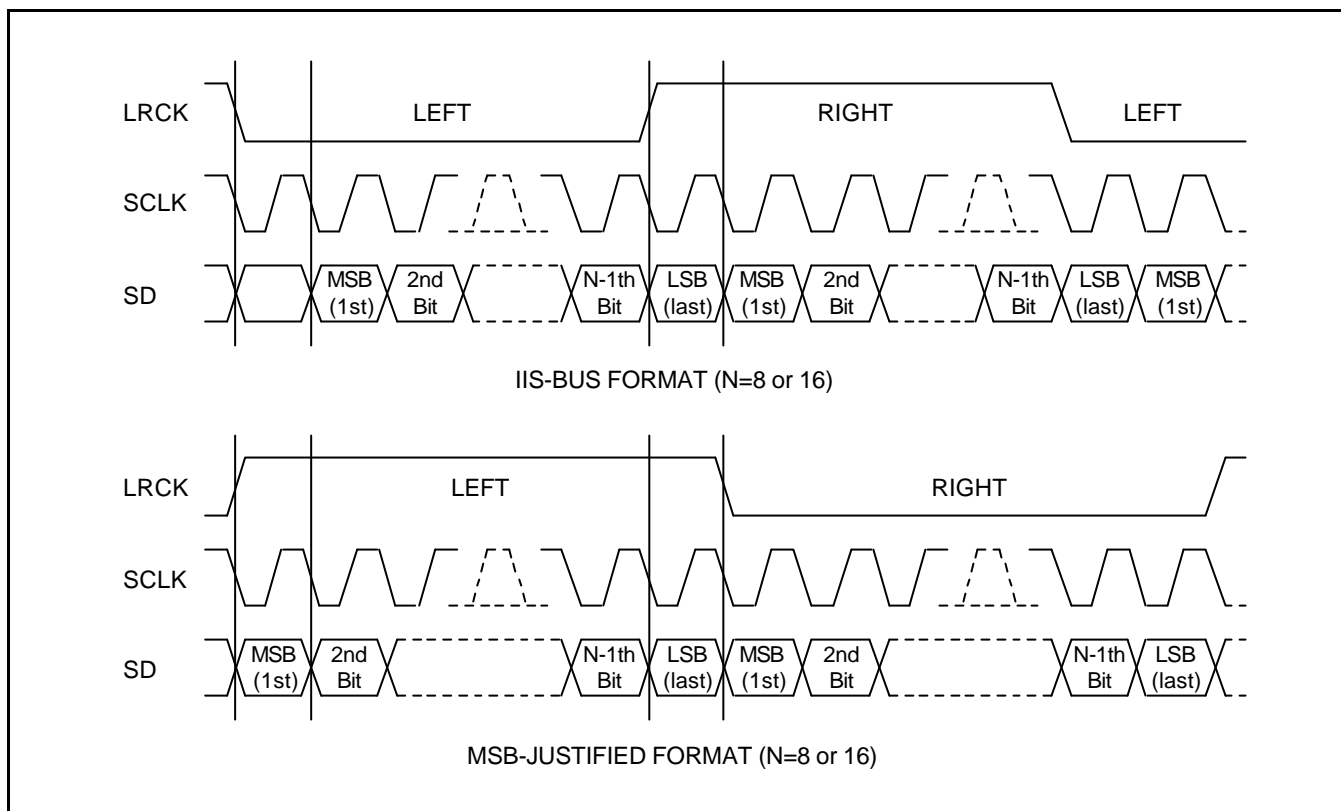 LRCK
LEFT
RIGHT
LEFT
SCLK
SD
MSB
(1st)
2nd
Bit
N-1th
Bit
LSB
(last)
MSB
(1st)
2nd
Bit
N-1th
Bit
LSB
(last)
MSB
(1st)
IIS-BUS FORMAT (N=8 or 16)
LRCK
LEFT
RIGHT
SCLK
SD
MSB
(1st)
2nd
Bit
N-1th
Bit
LSB
(last)
MSB
(1st)
2nd
Bit
N-1th
Bit
LSB
(last)
MSB-JUSTIFIED FORMAT (N=8 or 16)